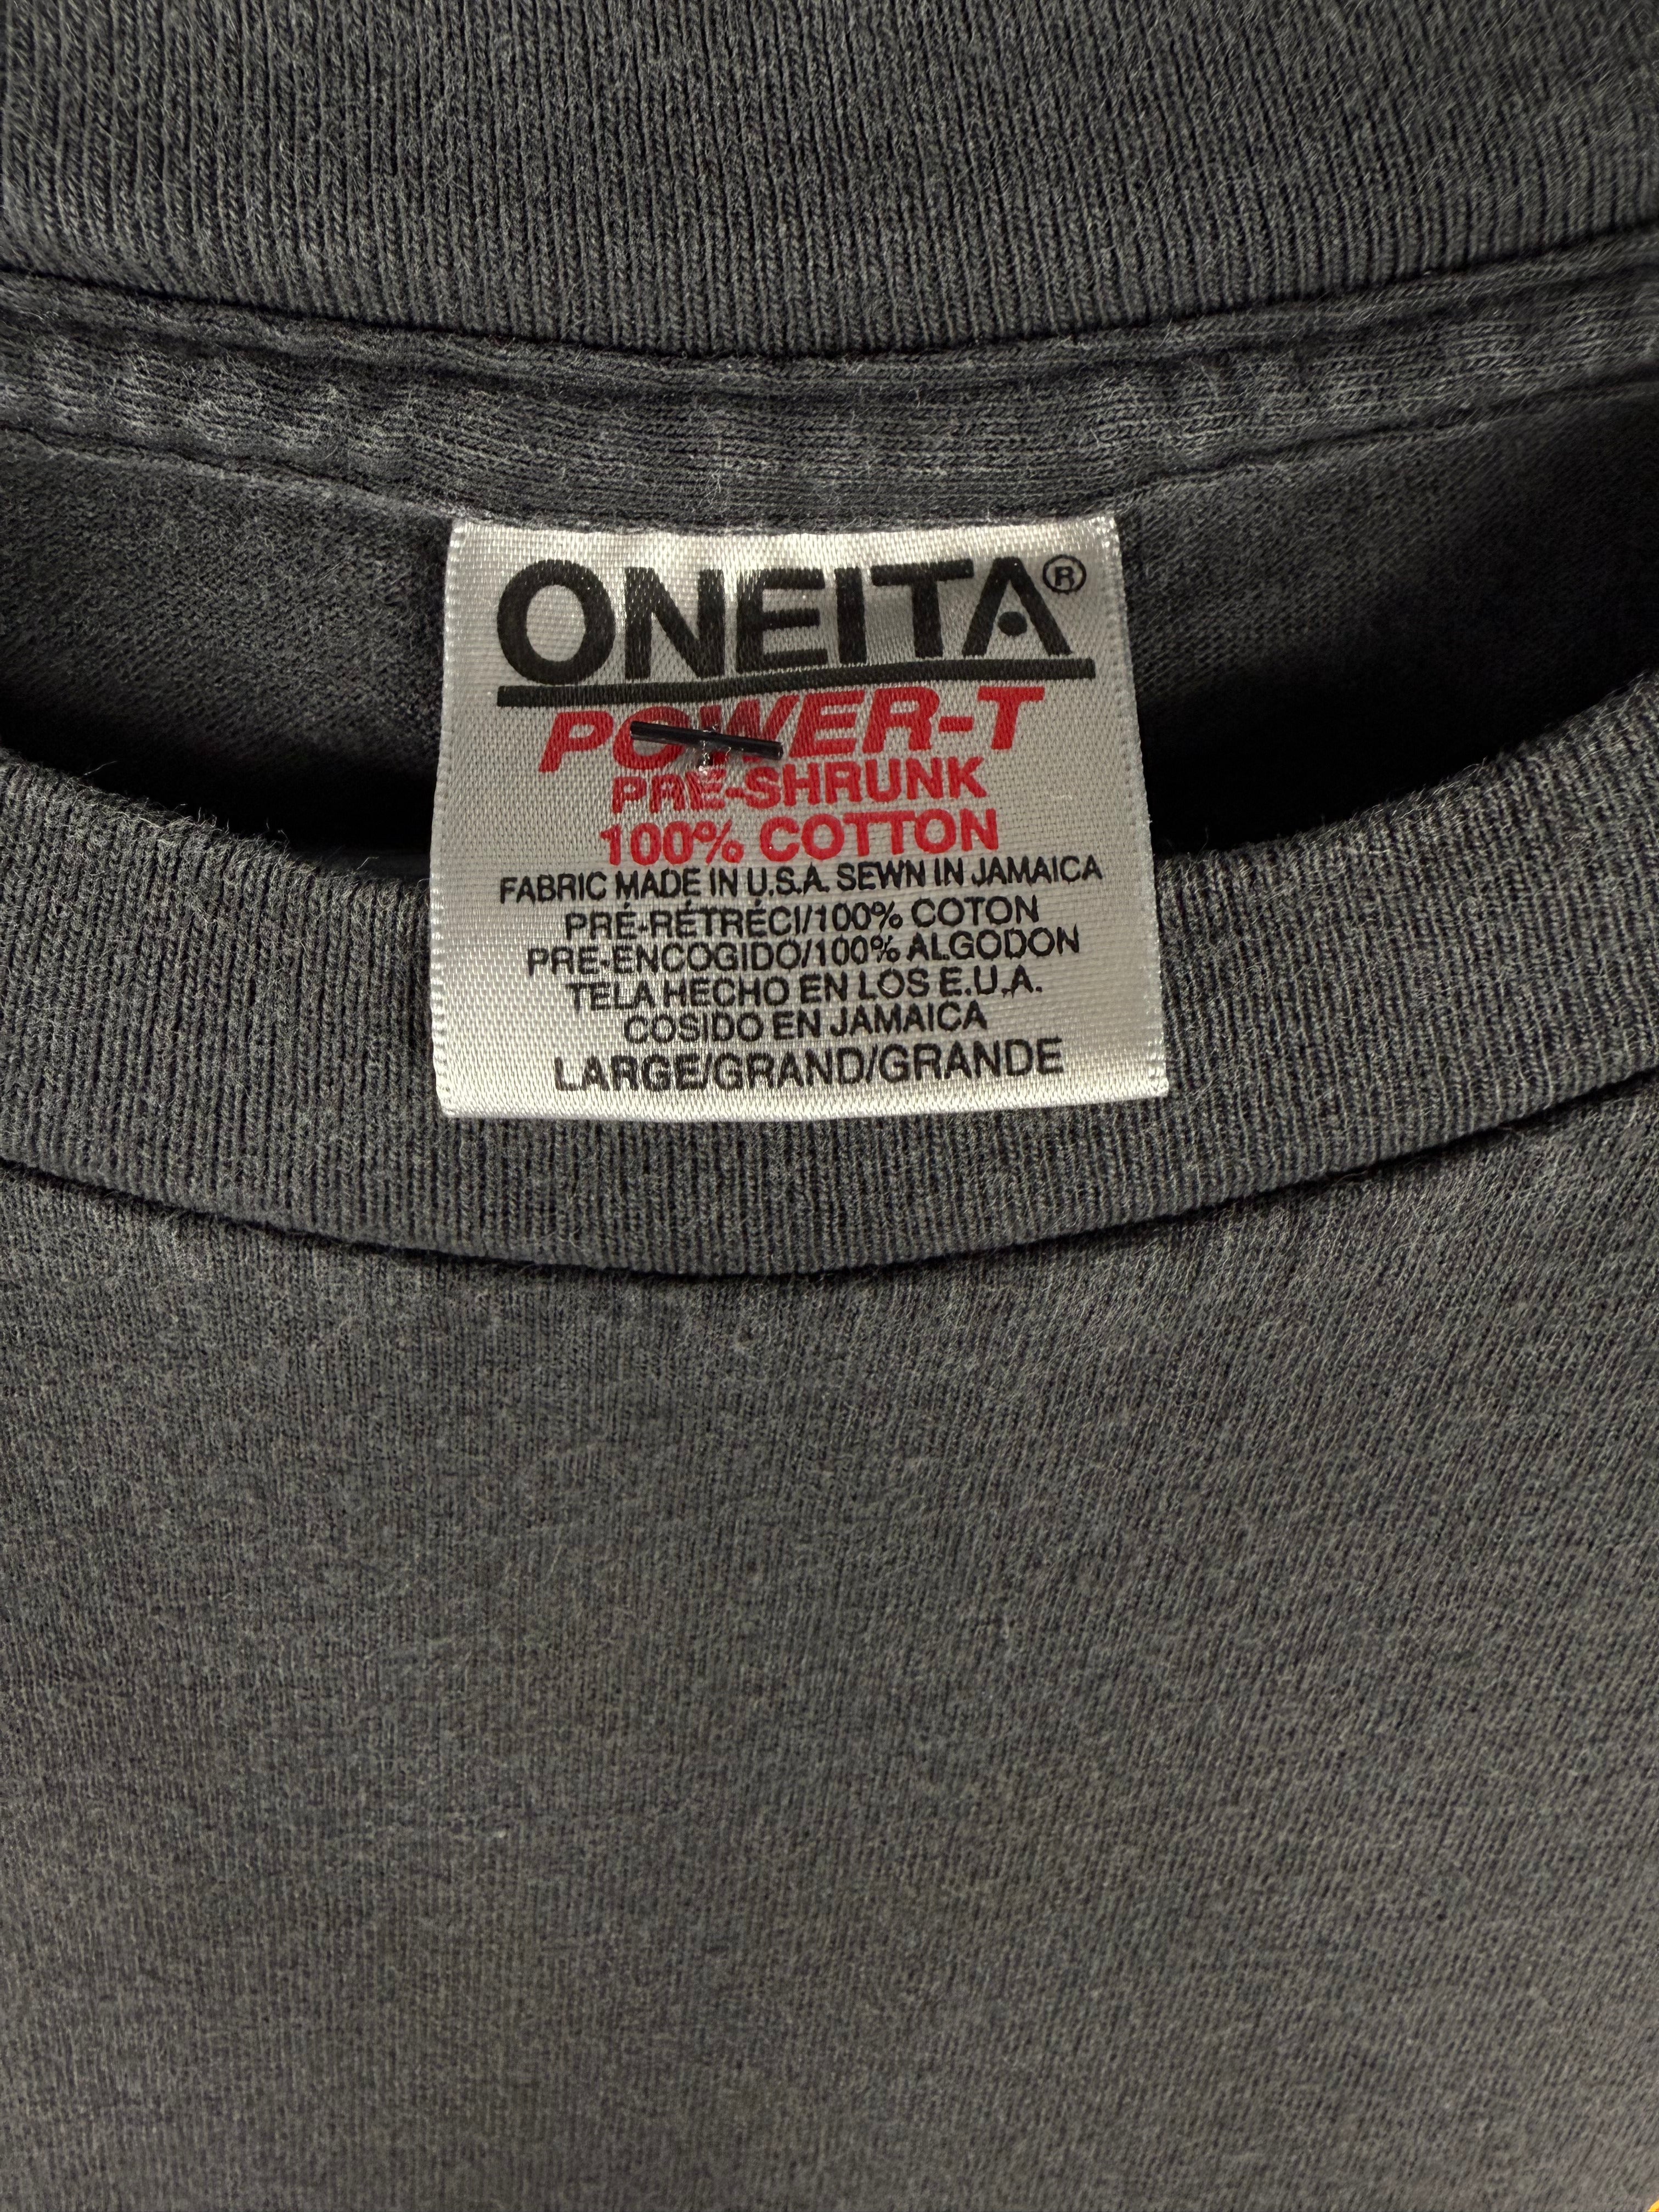 ONEITA®
POWER-T
PRE-SHRUNK
100% COTTON
FABRIC MADE IN U.S.A. SEWN IN JAMAICA
PRÉ-RÉTRÉCI/100% COTON
PRE-ENCOGIDO/100% ALGODON
TELA HECHO EN LOS E.U.A.
COSIDO EN JAMAICA
LARGE/GRAND/GRANDE